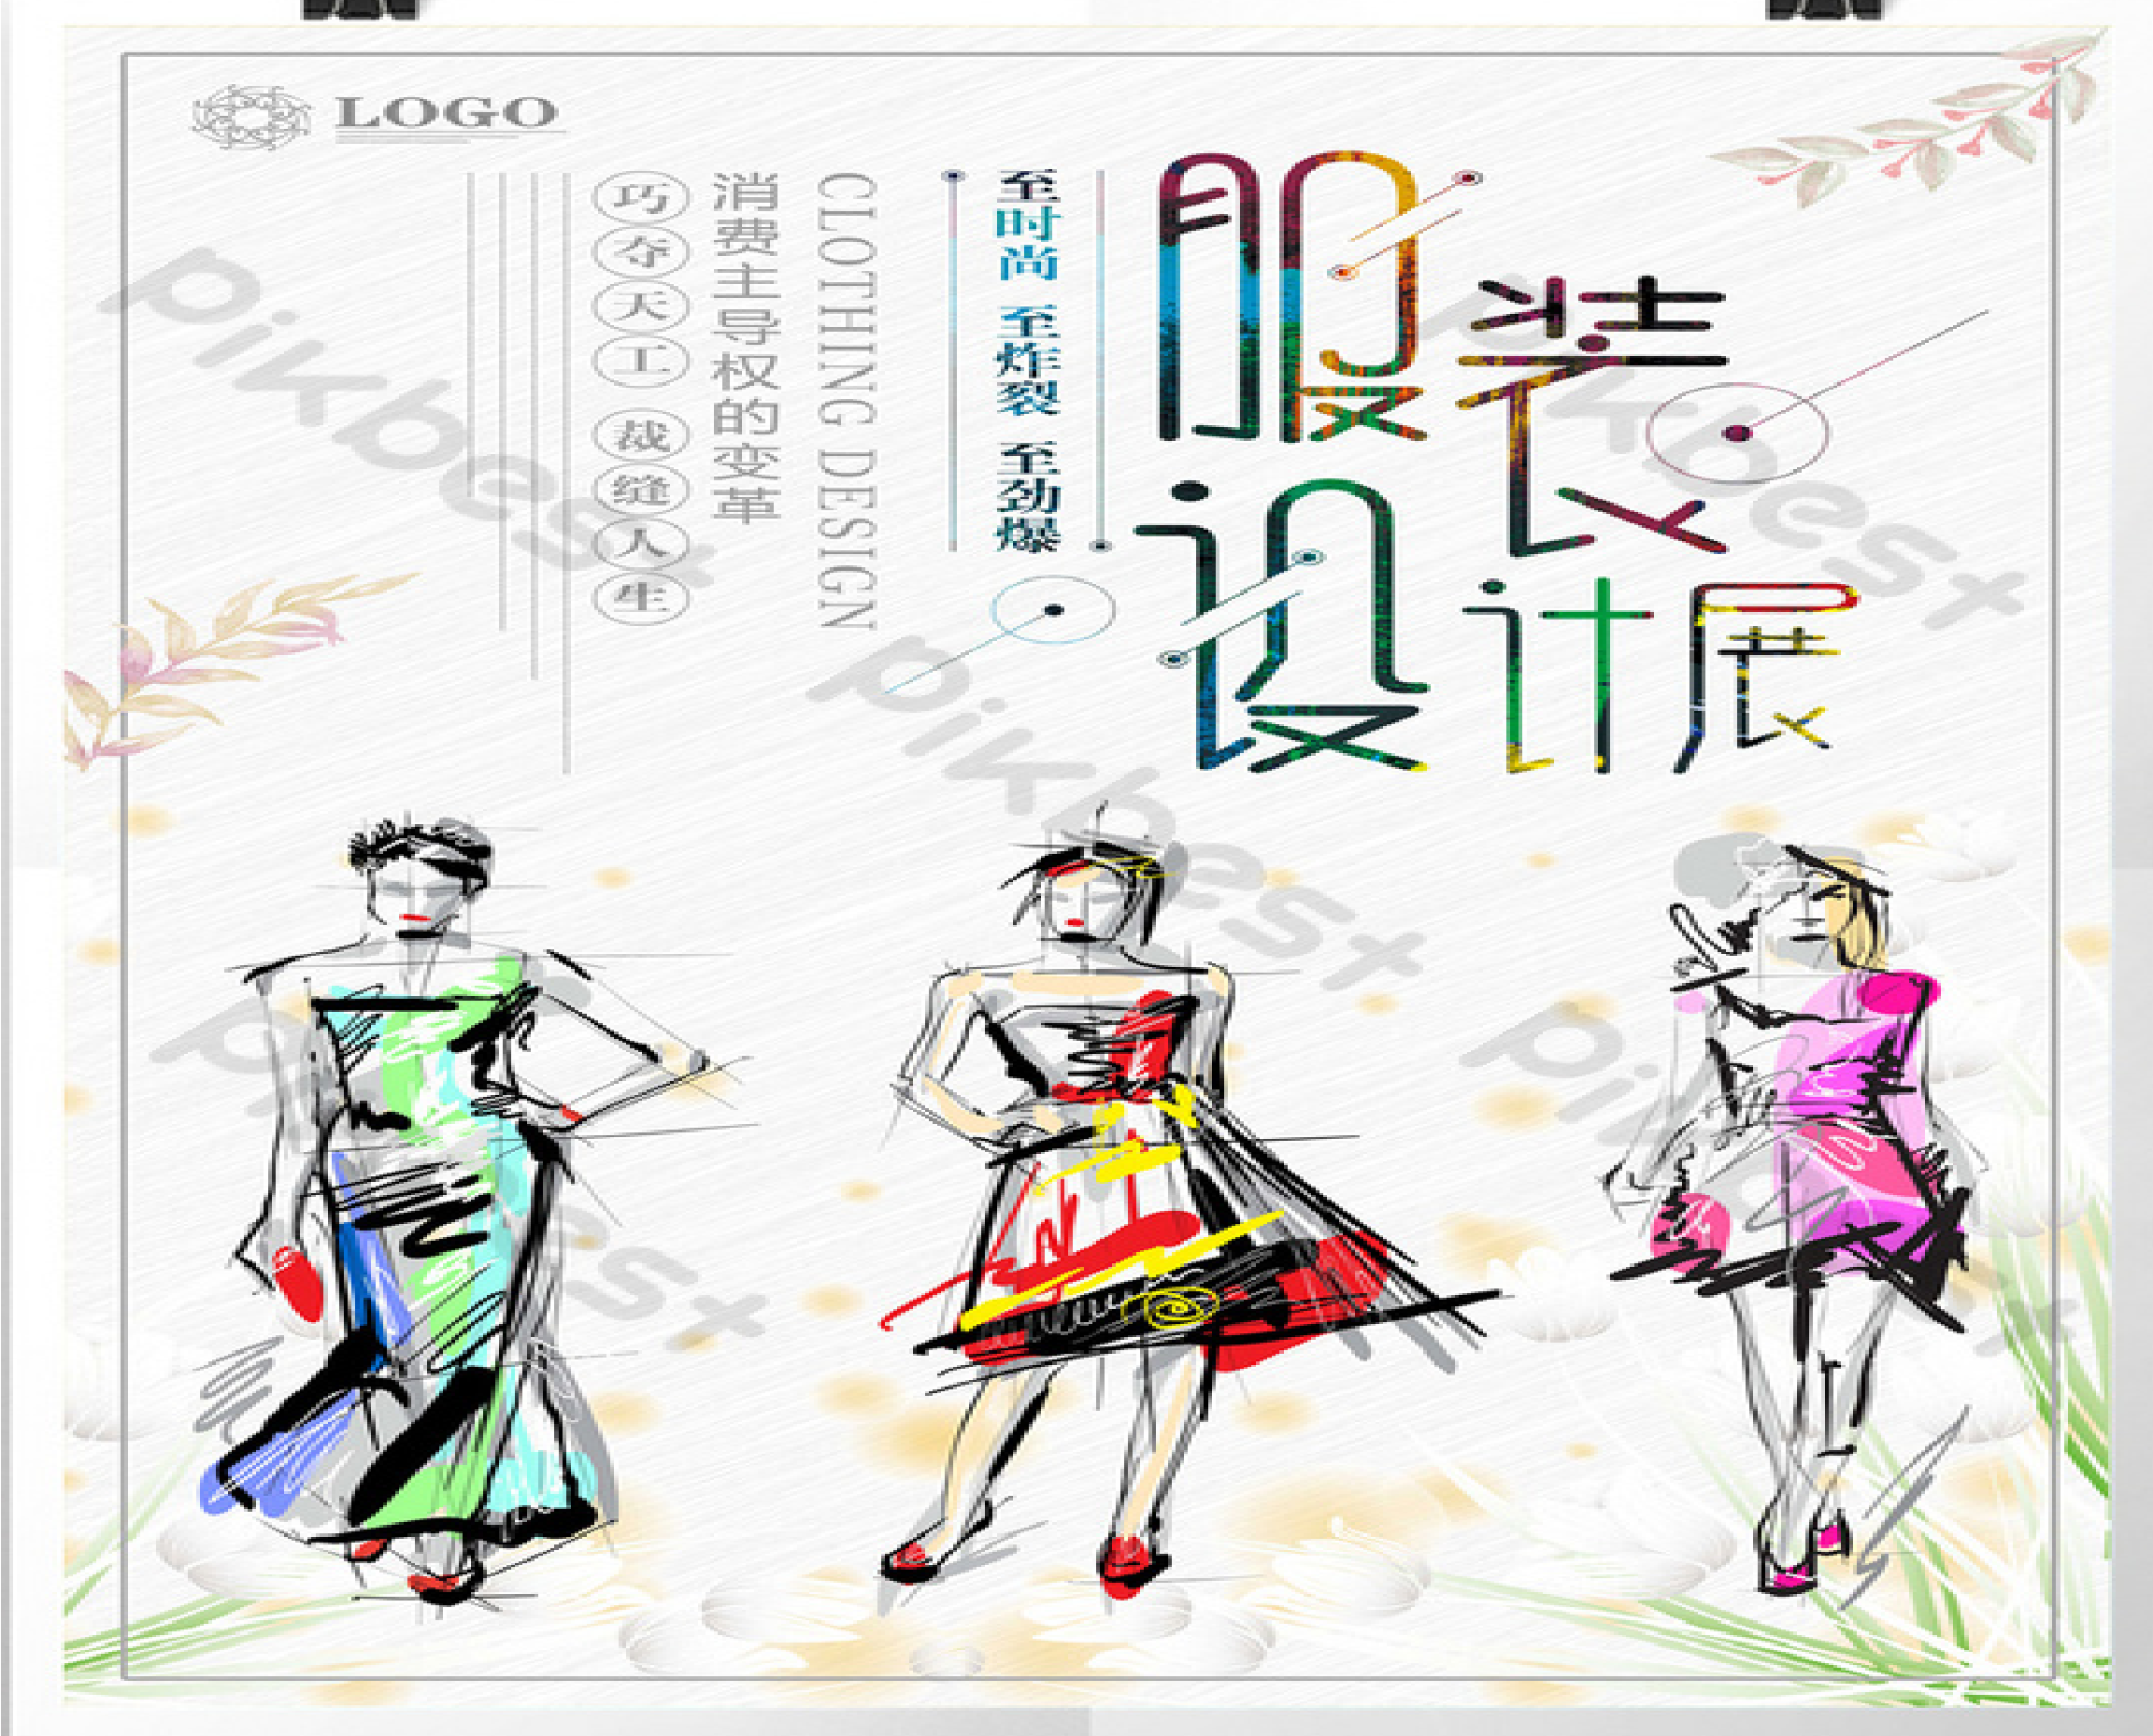 LOGO
服装
设计展
至时尚 至炸裂 至劲爆
CLOTHING DESIGN
消费主导权的变革
巧夺天工 裁缝人生
pikbest
pikbest
pikbest
pikbest
pikbest